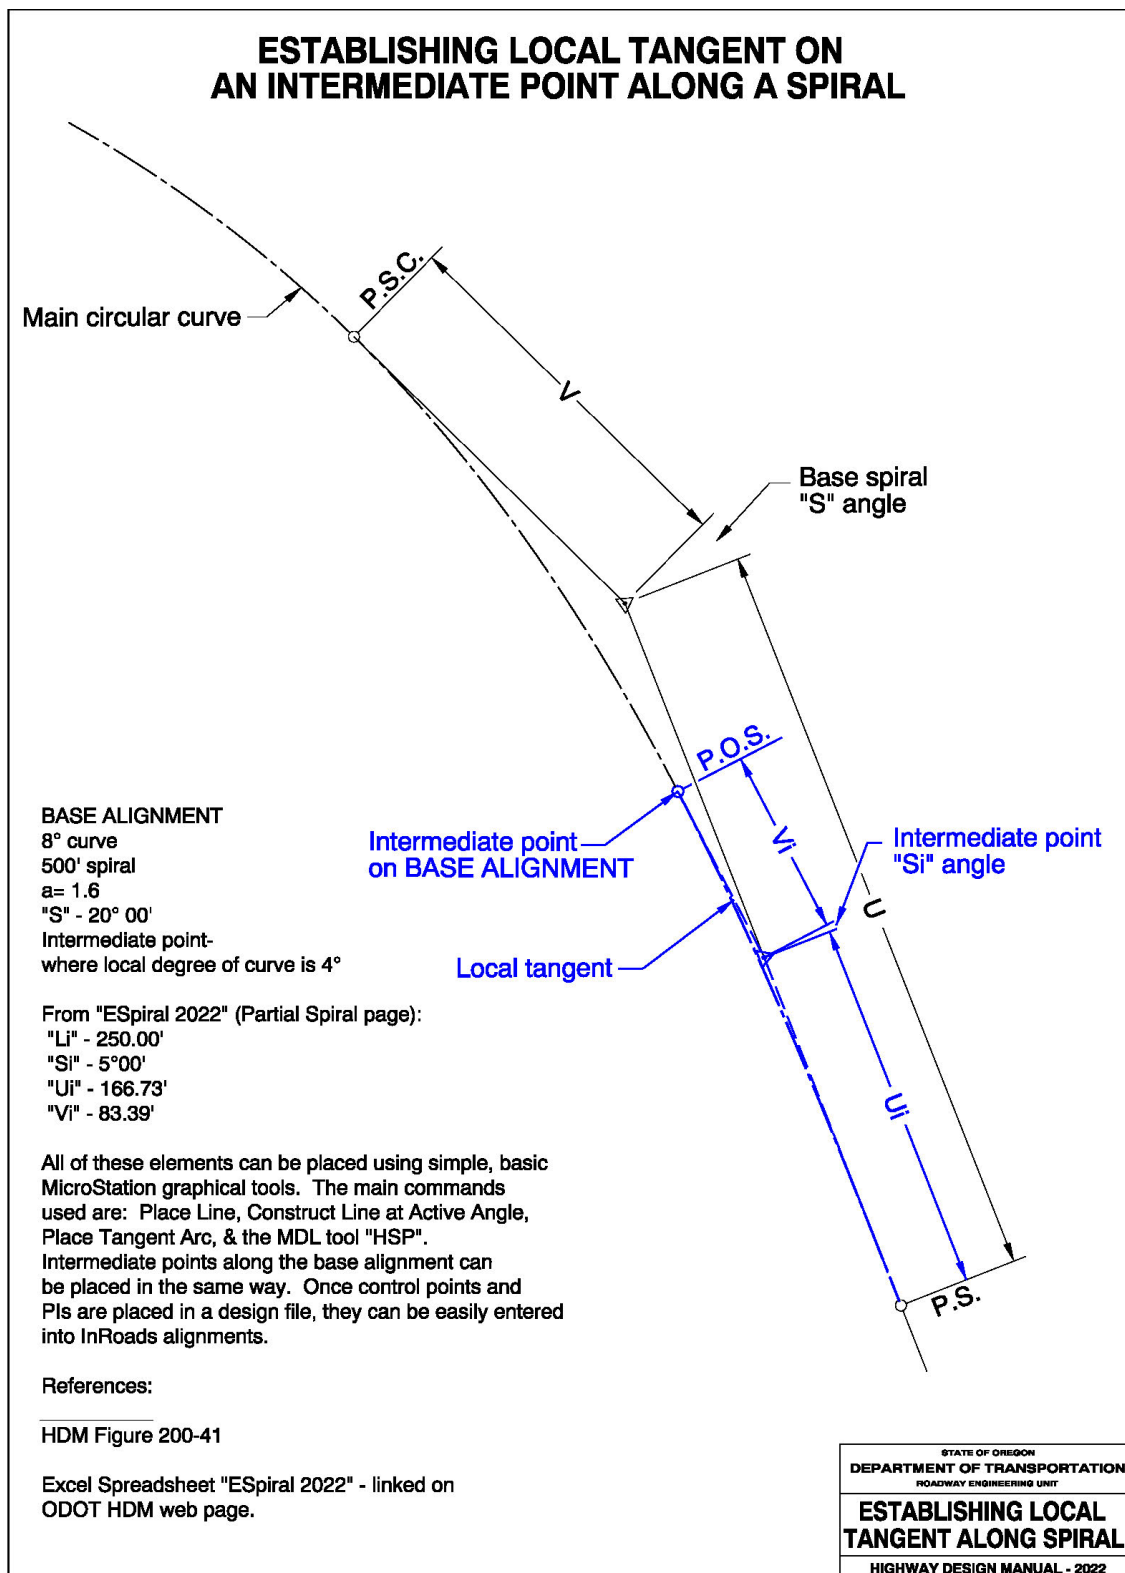 ESTABLISHING LOCAL TANGENT ON
AN INTERMEDIATE POINT ALONG A SPIRAL
P.S.C.
Main circular curve
V
Base spiral
"S" angle
P.O.S.
Intermediate point
on BASE ALIGNMENT
Vi
Intermediate point
"Si" angle
U
Local tangent
Ui
P.S.
BASE ALIGNMENT
8° curve
500' spiral
a= 1.6
"S" - 20° 00'
Intermediate point-
where local degree of curve is 4°
From "ESpiral 2022" (Partial Spiral page):
"Li" - 250.00'
"Si" - 5°00'
"Ui" - 166.73'
"Vi" - 83.39'
All of these elements can be placed using simple, basic
MicroStation graphical tools. The main commands
used are: Place Line, Construct Line at Active Angle,
Place Tangent Arc, & the MDL tool "HSP".
Intermediate points along the base alignment can
be placed in the same way. Once control points and
PIs are placed in a design file, they can be easily entered
into InRoads alignments.
References:
HDM Figure 200-41
Excel Spreadsheet "ESpiral 2022" - linked on
ODOT HDM web page.
STATE OF OREGON
DEPARTMENT OF TRANSPORTATION
ROADWAY ENGINEERING UNIT
ESTABLISHING LOCAL
TANGENT ALONG SPIRAL
HIGHWAY DESIGN MANUAL - 2022